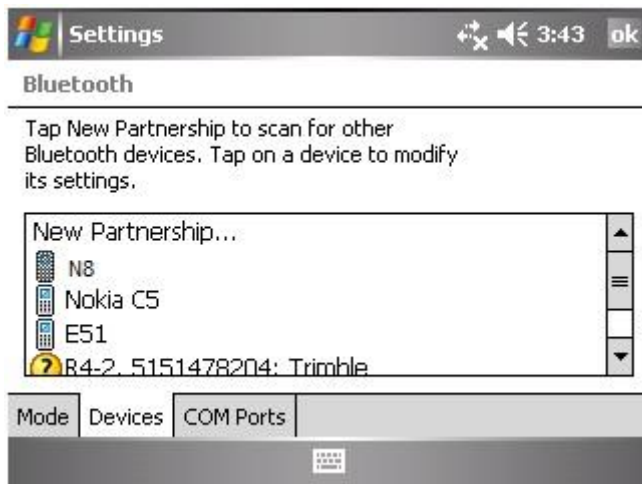 Settings 3:43 ok
Bluetooth
Tap New Partnership to scan for other
Bluetooth devices. Tap on a device to modify
its settings.
New Partnership...
N8
Nokia C5
E51
R4-2, 5151478204: Trimble
Mode Devices COM Ports